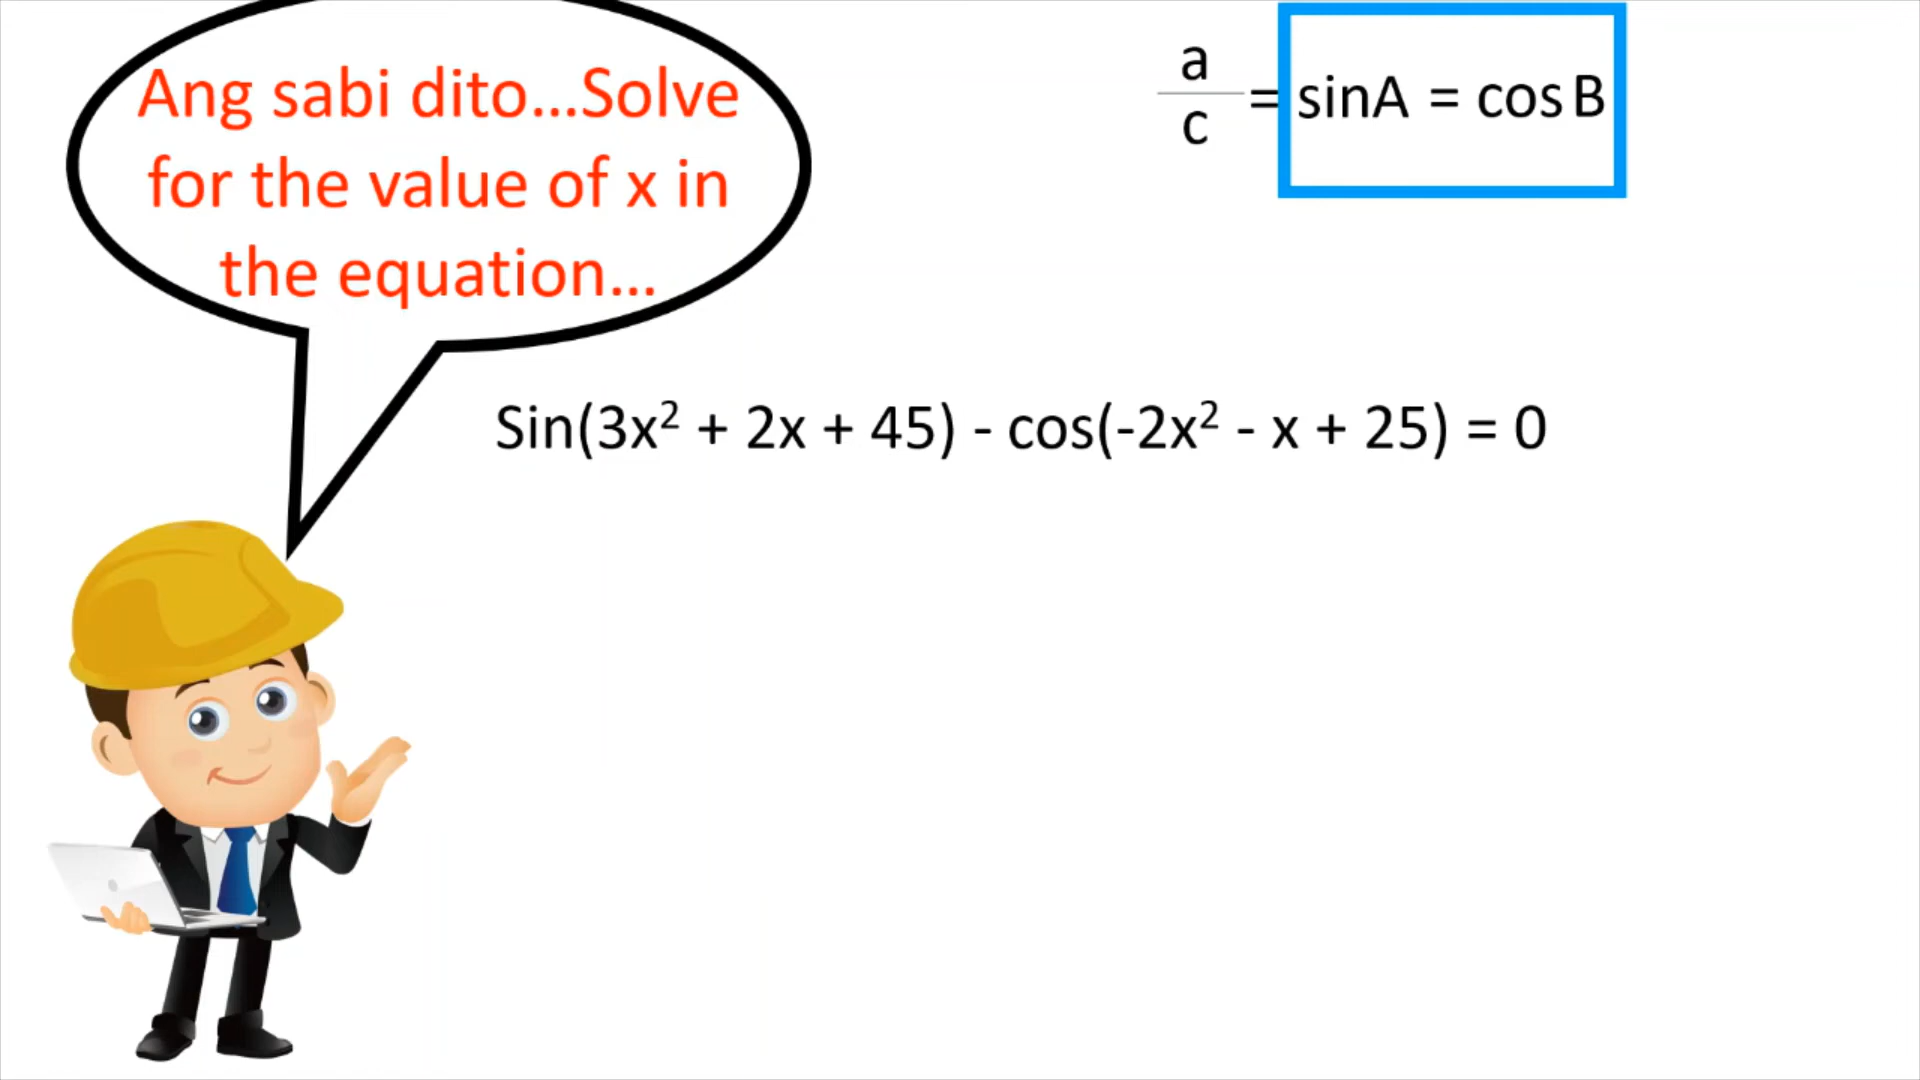 Ang sabi dito...Solve
for the value of x in
the equation...
a
c
= sinA = cos B
Sin(3x² + 2x + 45) - cos(-2x² - x + 25) = 0